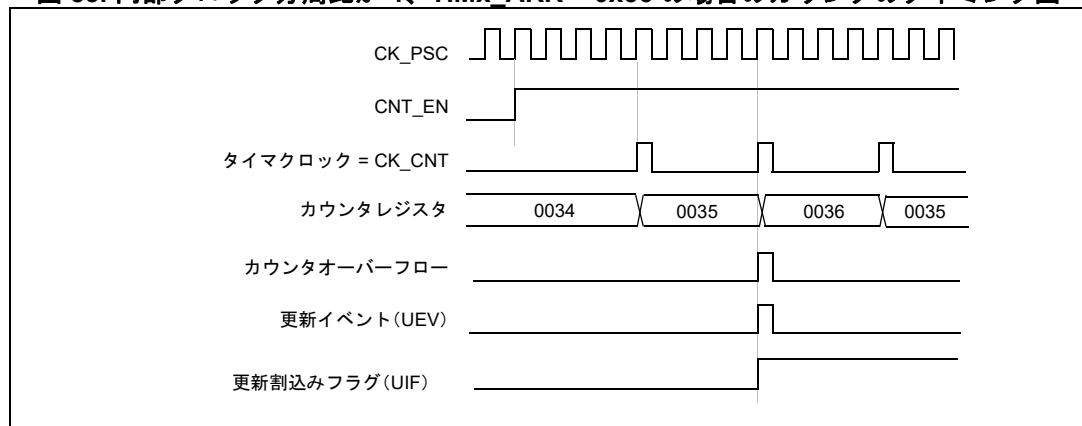 CK_PSC
CNT_EN
タイマクロック = CK_CNT
カウンタレジスタ
0034 0035 0036 0035
カウンタオーバーフロー
更新イベント(UEV)
更新割込みフラグ(UIF)